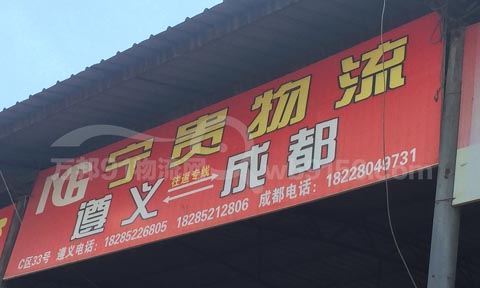 NG 宁贵物流
遵义 往返专线 成都
C区33号 遵义电话：18285226805 18285212806 成都电话：18228049731